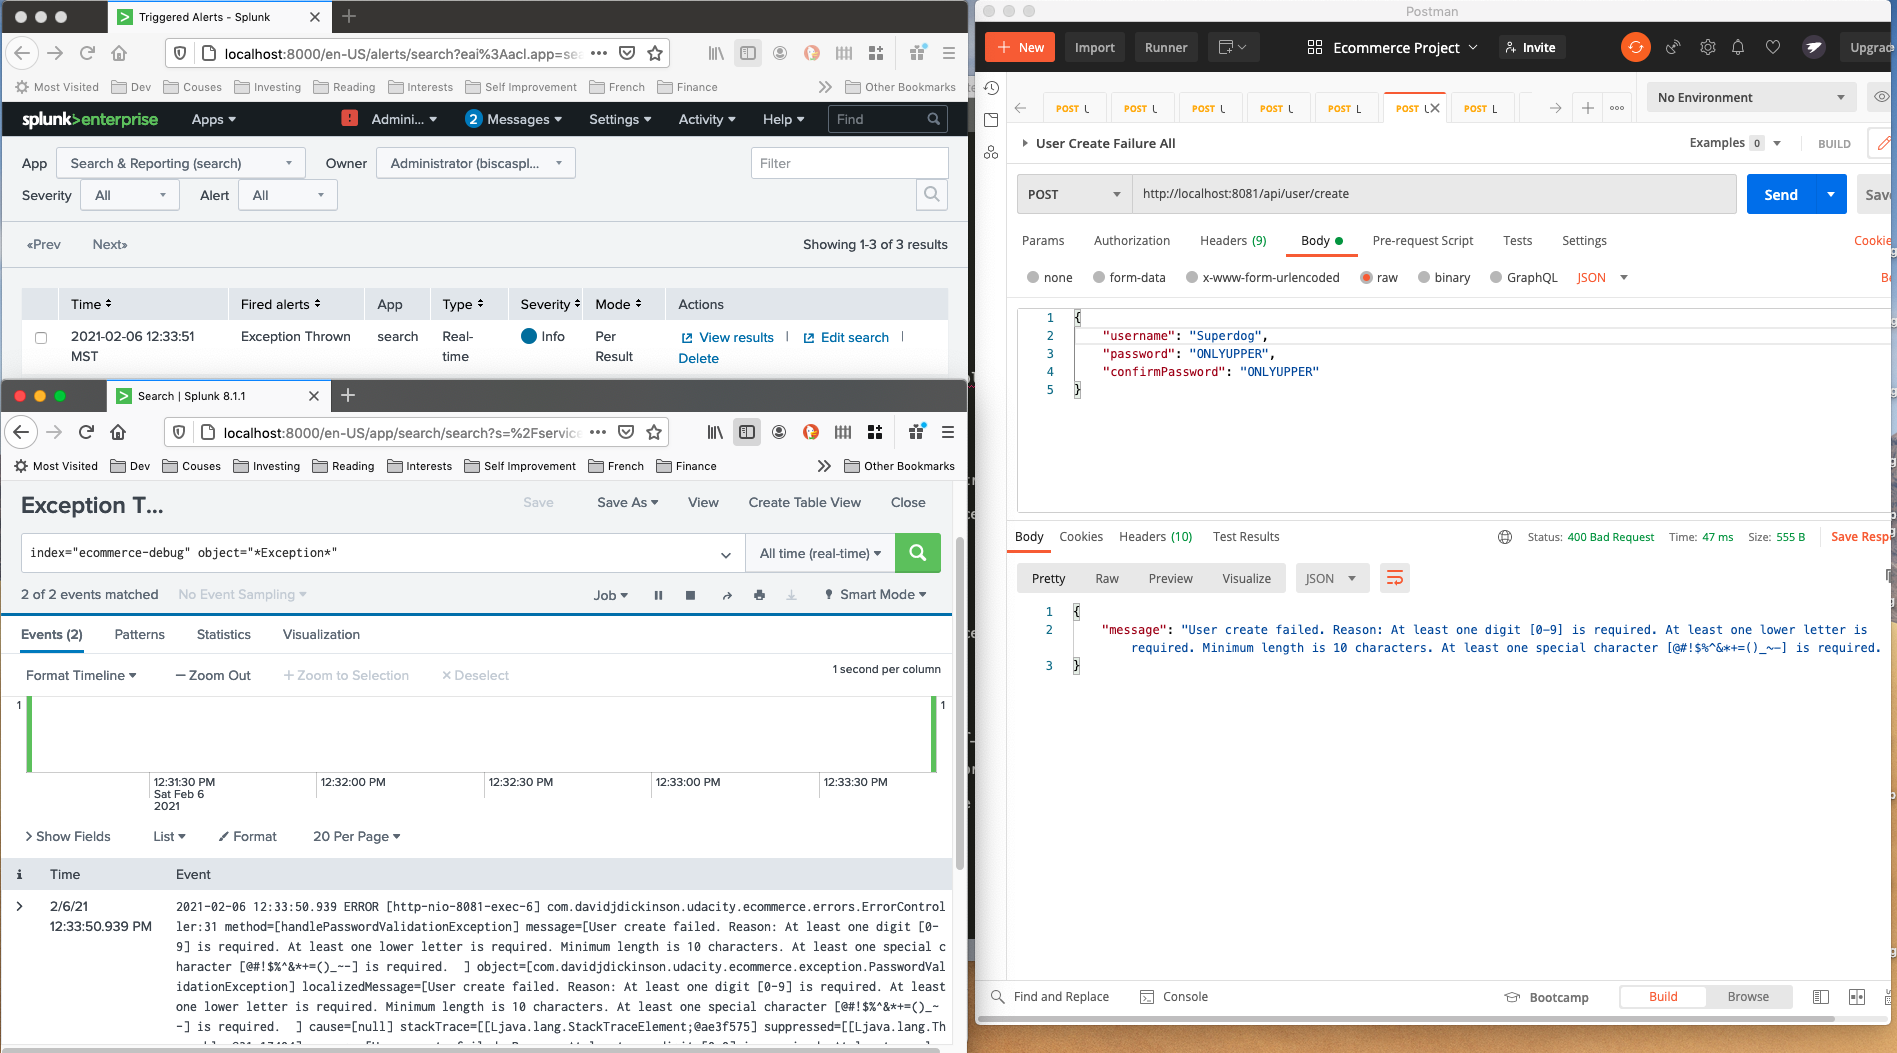 Triggered Alerts - Splunk
localhost:8000/en-US/alerts/search?eai%3Aacl.app=sea
Most Visited Dev Couses Investing Reading Interests Self Improvement French Finance Other Bookmarks
splunk>enterprise Apps Admini... 2 Messages Settings Activity Help Find
App Search & Reporting (search) Owner Administrator (biscaspl... Filter
Severity All Alert All
«Prev Next» Showing 1-3 of 3 results
Time Fired alerts App Type Severity Mode Actions
2021-02-06 12:33:51 Exception Thrown search Real- Info Per View results | Edit search |
MST time Result Delete
Search | Splunk 8.1.1
localhost:8000/en-US/app/search/search?s=%2Fservice
Most Visited Dev Couses Investing Reading Interests Self Improvement French Finance Other Bookmarks
Exception T... Save Save As View Create Table View Close
index="ecommerce-debug" object="*Exception*" All time (real-time)
2 of 2 events matched No Event Sampling Job Smart Mode
Events (2) Patterns Statistics Visualization
Format Timeline — Zoom Out + Zoom to Selection × Deselect 1 second per column
1 1
12:31:30 PM 12:32:00 PM 12:32:30 PM 12:33:00 PM 12:33:30 PM
Sat Feb 6
2021
> Show Fields List Format 20 Per Page
i Time Event
> 2/6/21 2021-02-06 12:33:50.939 ERROR [http-nio-8081-exec-6] com.davidjdickinson.udacity.ecommerce.errors.ErrorContro
12:33:50.939 PM ller:31 method=[handlePasswordValidationException] message=[User create failed. Reason: At least one digit [0-
9] is required. At least one lower letter is required. Minimum length is 10 characters. At least one special c
haracter [@#!$%^&*+=()_~-] is required. ] object=[com.davidjdickinson.udacity.ecommerce.exception.PasswordVal
idationException] localizedMessage=[User create failed. Reason: At least one digit [0-9] is required. At least
one lower letter is required. Minimum length is 10 characters. At least one special character [@#!$%^&*+=()_~
-] is required. ] cause=[null] stackTrace=[[Ljava.lang.StackTraceElement;@ae3f575] suppressed=[[Ljava.lang.Th
Postman
+ New Import Runner Ecommerce Project Invite Upgrad
POST U POST U POST U POST U POST U POST U POST U No Environment
User Create Failure All Examples 0 BUILD
POST http://localhost:8081/api/user/create Send Save
Params Authorization Headers (9) Body Pre-request Script Tests Settings Cookie
none form-data x-www-form-urlencoded raw binary GraphQL JSON Be
1 {
2 "username": "Superdog",
3 "password": "ONLYUPPER",
4 "confirmPassword": "ONLYUPPER"
5 }
Body Cookies Headers (10) Test Results Status: 400 Bad Request Time: 47 ms Size: 555 B Save Resp
Pretty Raw Preview Visualize JSON
1 {
2 "message": "User create failed. Reason: At least one digit [0-9] is required. At least one lower letter is
required. Minimum length is 10 characters. At least one special character [@#!$%^&*+=()_~-] is required.
3 }
Find and Replace Console Bootcamp Build Browse